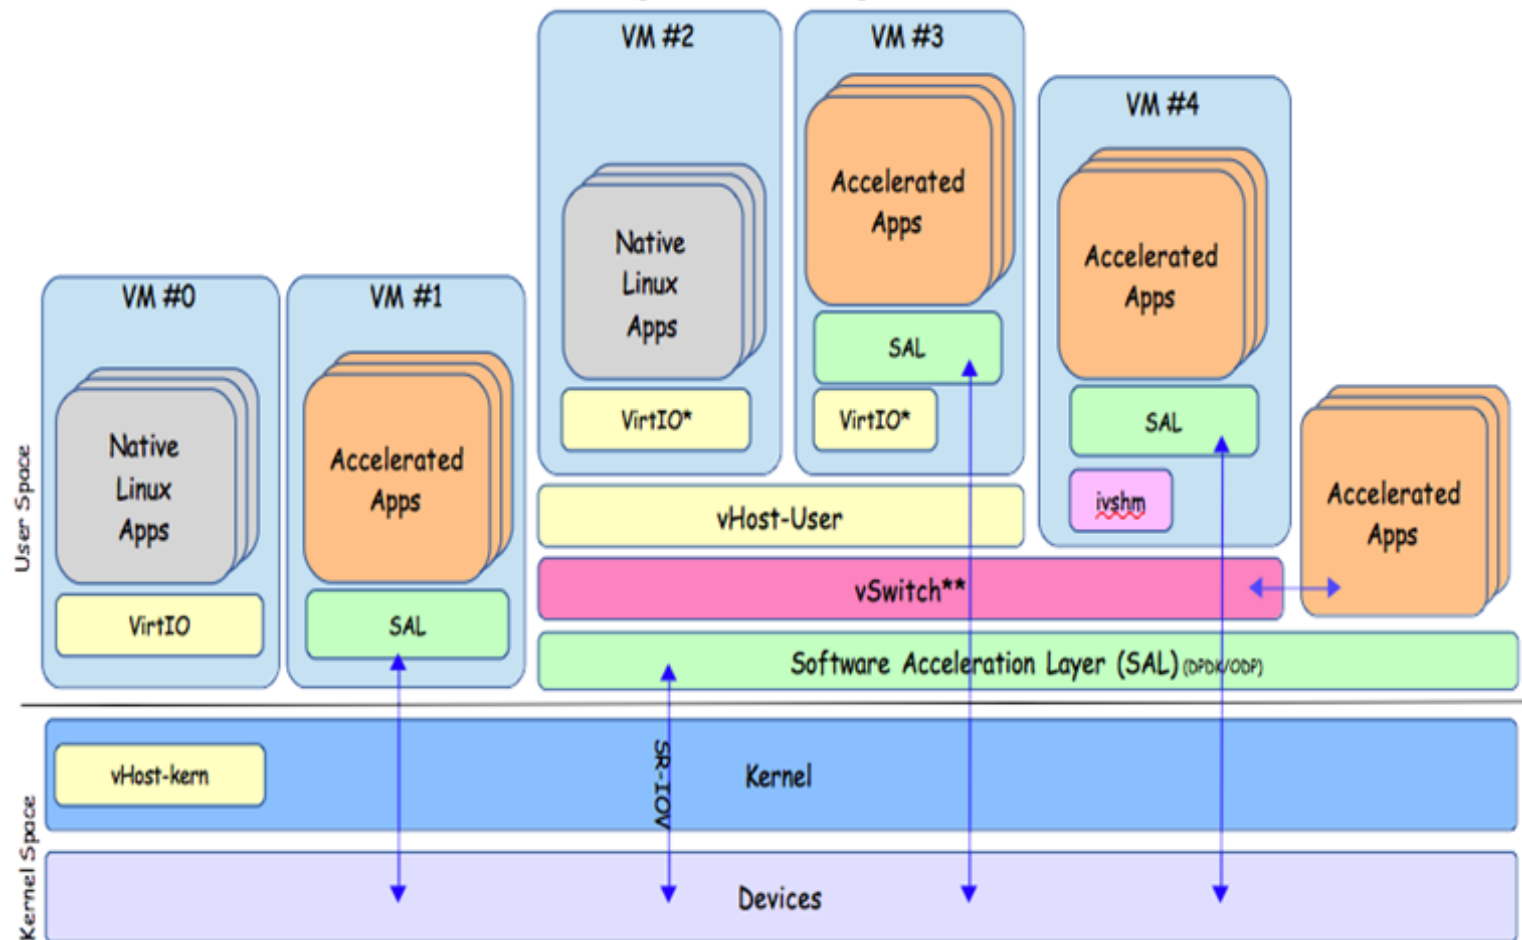 VM #2
VM #3
VM #4
VM #0
VM #1
Native
Linux
Apps
VirtIO
Accelerated
Apps
SAL
Native
Linux
Apps
VirtIO*
Accelerated
Apps
SAL
VirtIO*
Accelerated
Apps
SAL
ivshm
Accelerated
Apps
vHost-User
vSwitch**
Software Acceleration Layer (SAL) (DPDK/ODP)
User Space
vHost-kern
SR-IOV
Kernel
Devices
Kernel Space